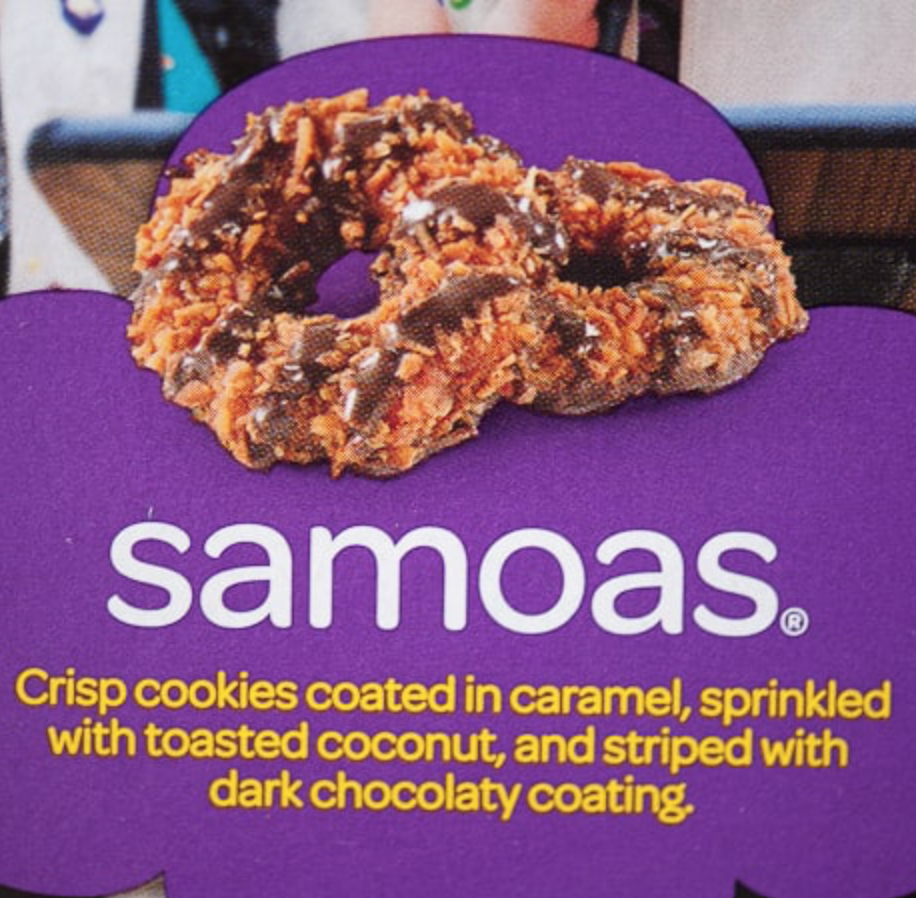 samoas®
Crisp cookies coated in caramel, sprinkled
with toasted coconut, and striped with
dark chocolaty coating.